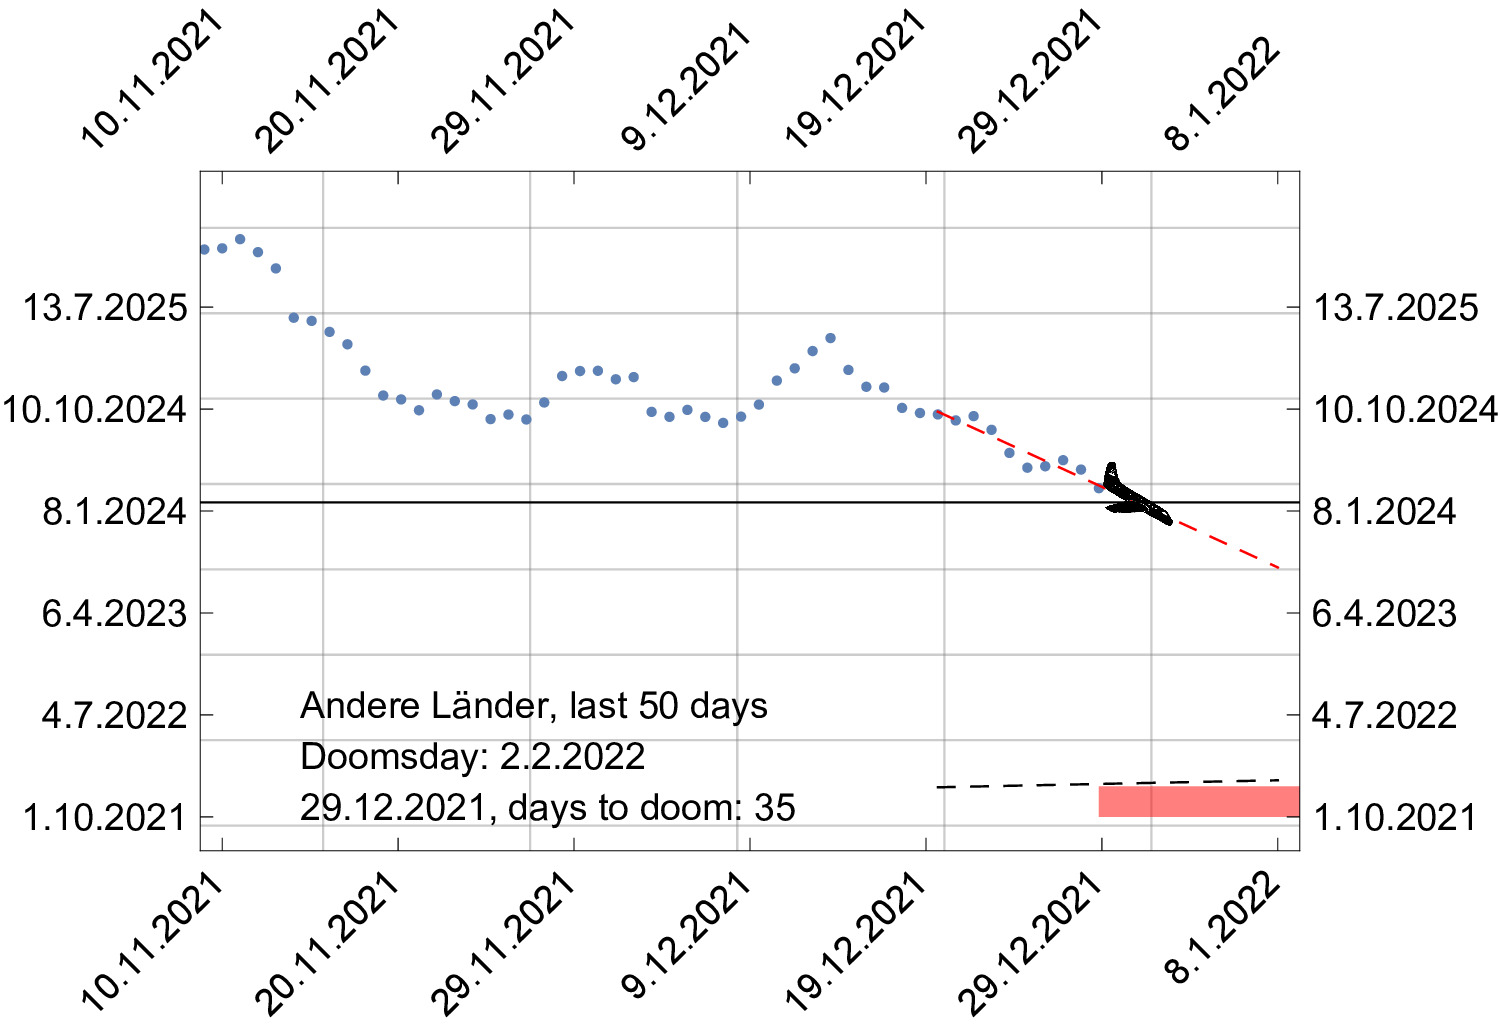 10.11.2021 20.11.2021 29.11.2021 9.12.2021 19.12.2021 29.12.2021 8.1.2022
13.7.2025 13.7.2025
10.10.2024 10.10.2024
8.1.2024 8.1.2024
6.4.2023 6.4.2023
Andere Länder, last 50 days
4.7.2022 4.7.2022
Doomsday: 2.2.2022
29.12.2021, days to doom: 35
1.10.2021 1.10.2021
10.11.2021 20.11.2021 29.11.2021 9.12.2021 19.12.2021 29.12.2021 8.1.2022